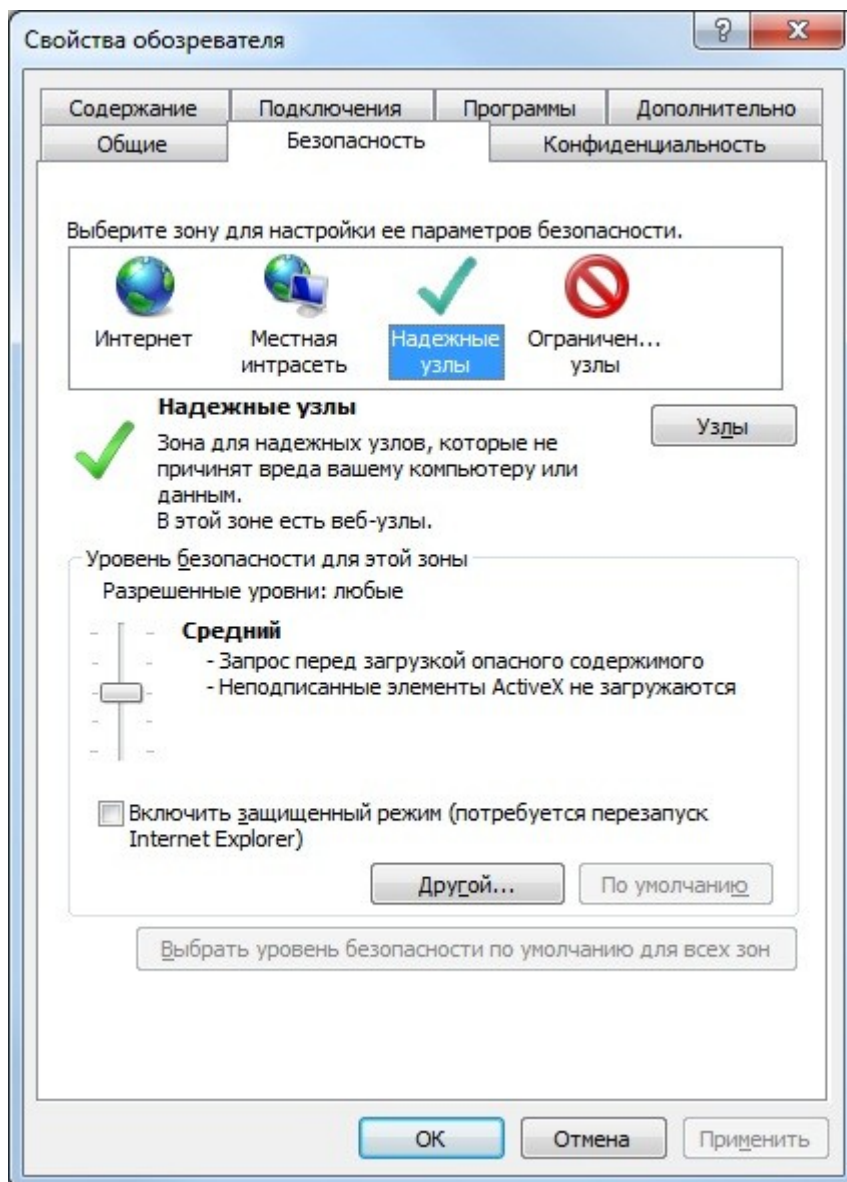 Свойства обозревателя
Содержание Подключения Программы Дополнительно
Общие Безопасность Конфиденциальность
Выберите зону для настройки ее параметров безопасности.
Интернет Местная Надежные Ограничен...
интрасеть узлы узлы
Надежные узлы
Узлы
Зона для надежных узлов, которые не
причинят вреда вашему компьютеру или
данным.
В этой зоне есть веб-узлы.
Уровень безопасности для этой зоны
Разрешенные уровни: любые
Средний
- Запрос перед загрузкой опасного содержимого
- Неподписанные элементы ActiveX не загружаются
Включить защищенный режим (потребуется перезапуск
Internet Explorer)
Другой... По умолчанию
Выбрать уровень безопасности по умолчанию для всех зон
ОК Отмена Применить